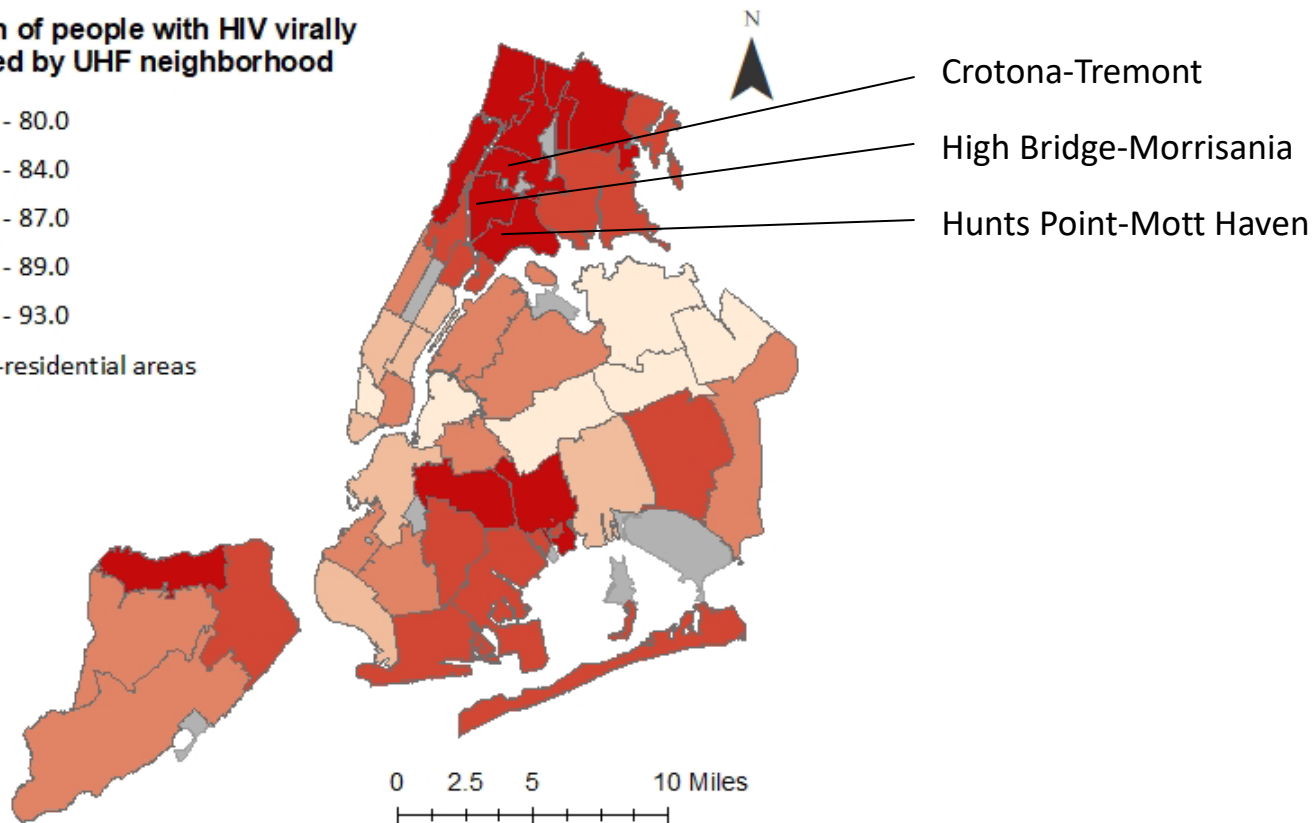 of people with HIV virally
by UHF neighborhood
- 80.0
- 84.0
- 87.0
- 89.0
- 93.0
-residential areas
N
Crotona-Tremont
High Bridge-Morrisania
Hunts Point-Mott Haven
0 2.5 5 10 Miles